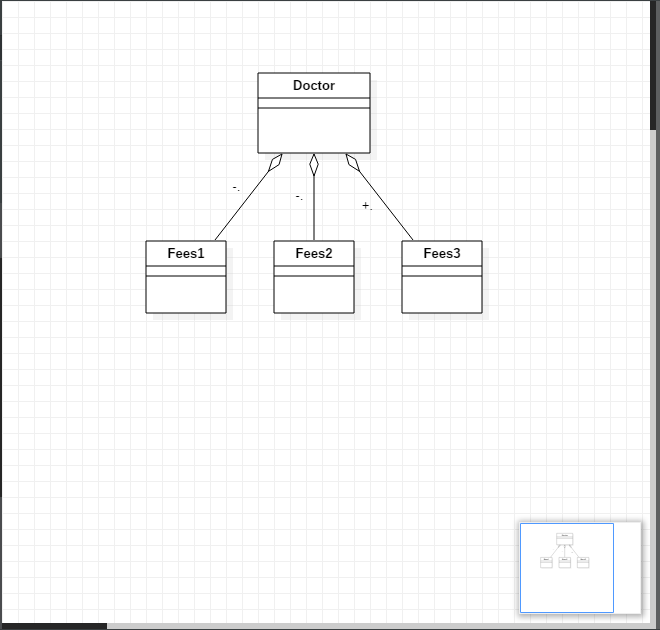 Doctor
-.
-.
+.
Fees1
Fees2
Fees3